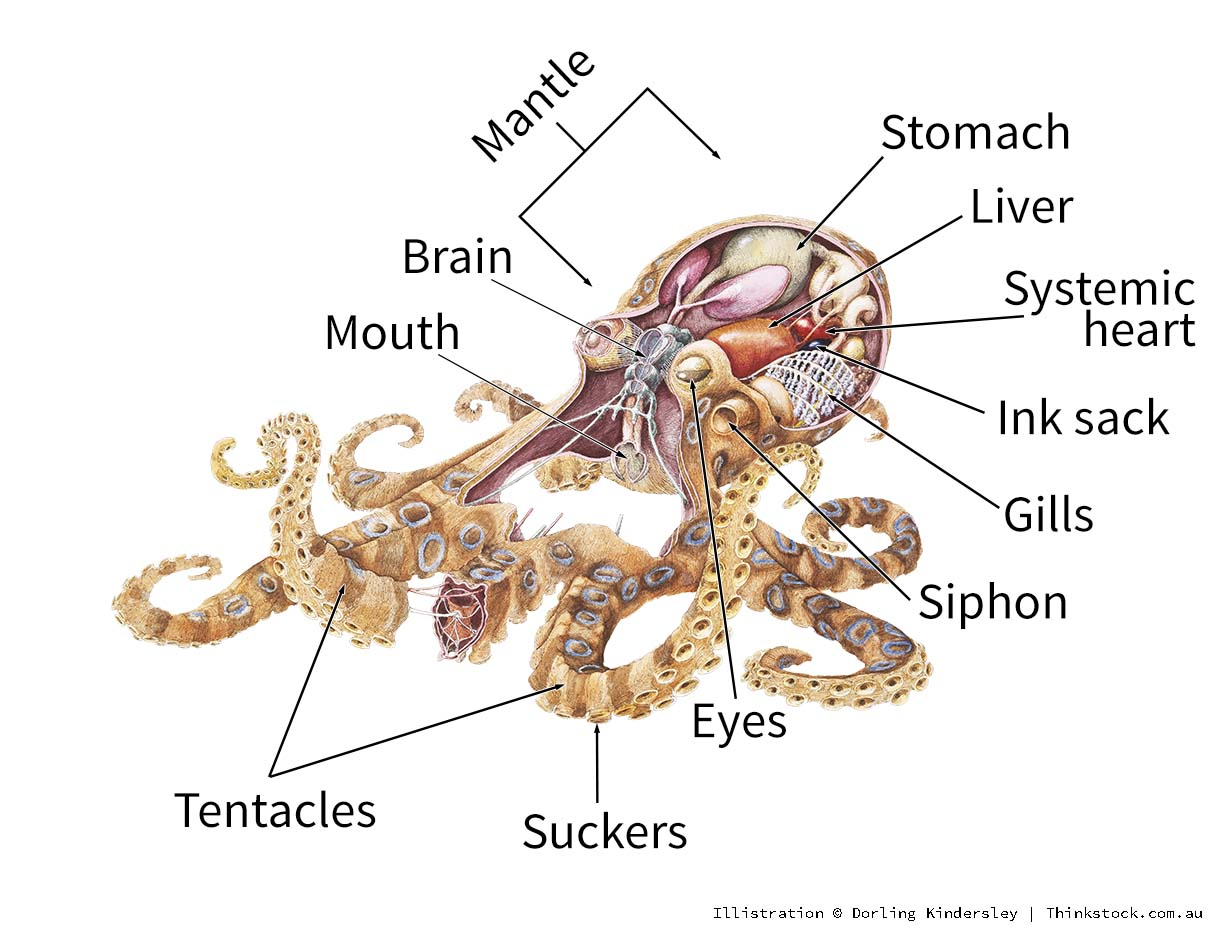 Mantle
Stomach
Liver
Brain
Systemic
heart
Mouth
Ink sack
Gills
Siphon
Eyes
Tentacles
Suckers
Illistration © Dorling Kindersley | Thinkstock.com.au